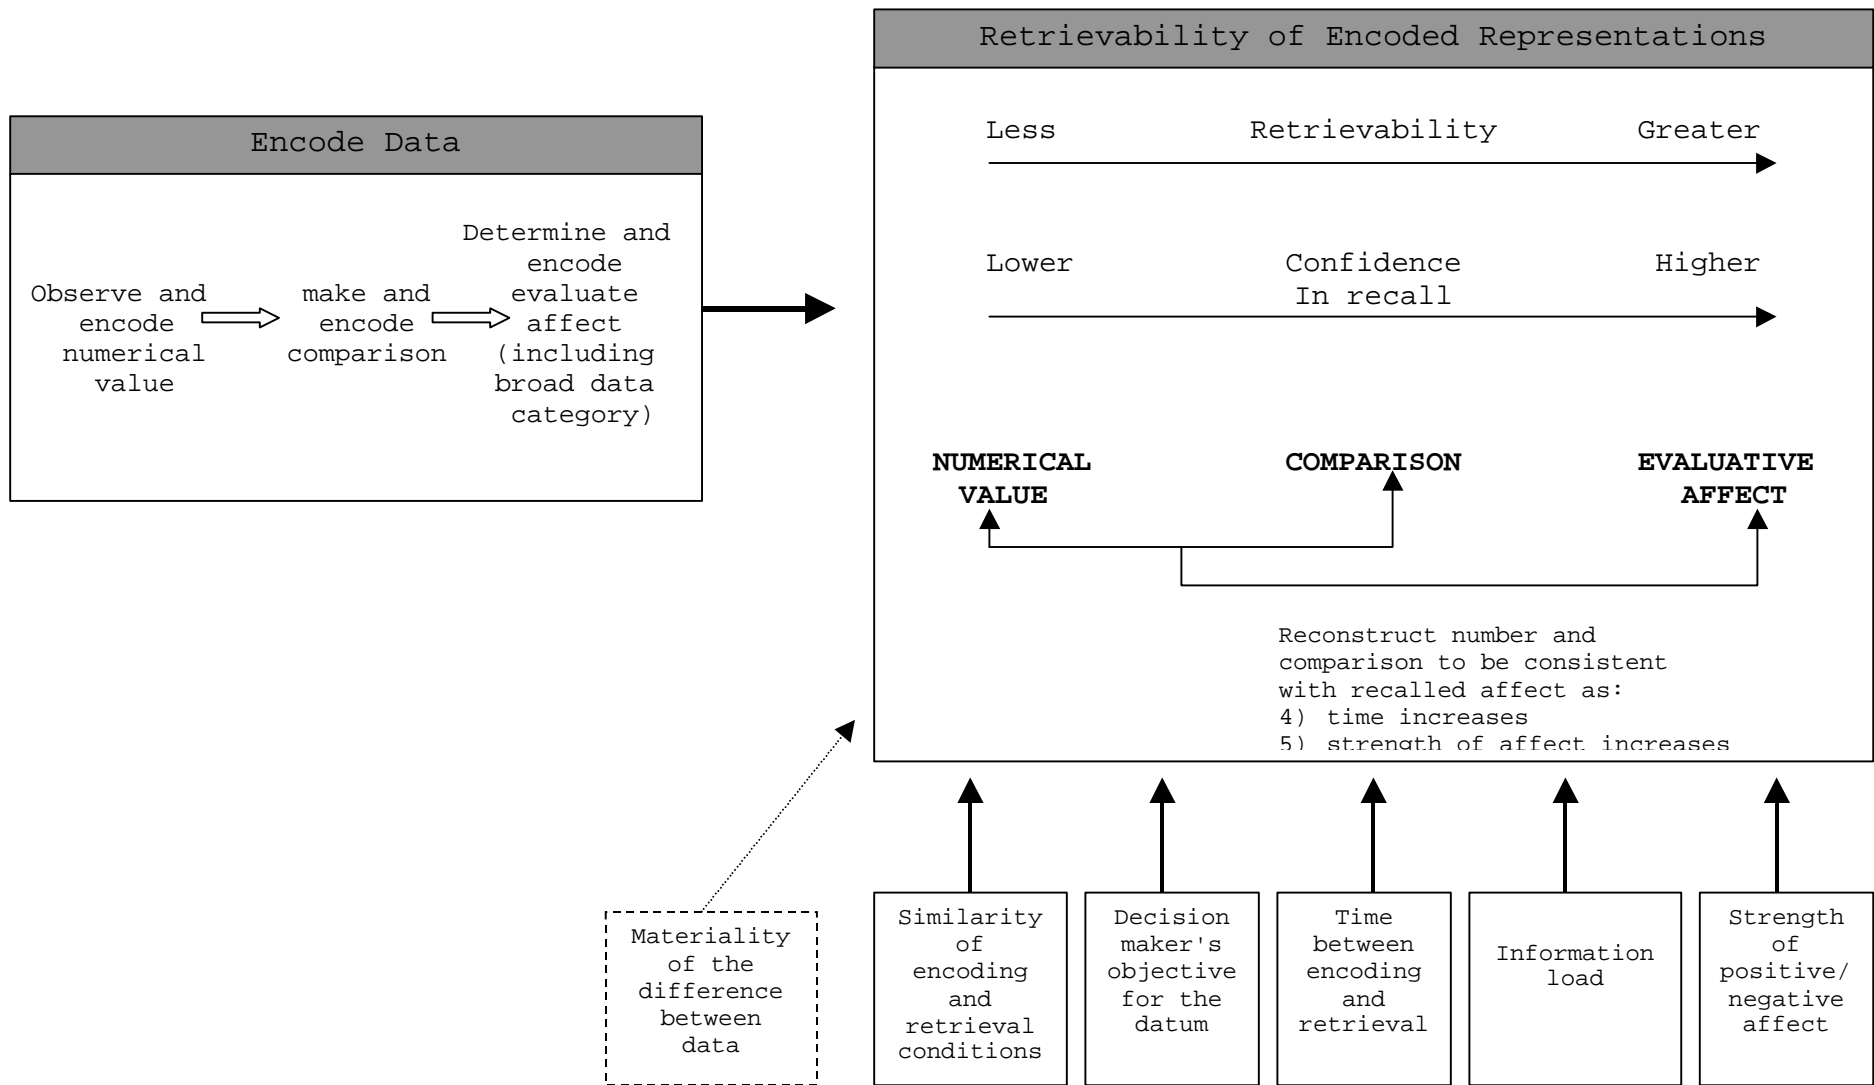 Retrievability of Encoded Representations
Less Retrievability Greater
Lower Confidence Higher
In recall
NUMERICAL
VALUE
COMPARISON
EVALUATIVE
AFFECT
Reconstruct number and
comparison to be consistent
with recalled affect as:
4) time increases
5) strength of affect increases
Encode Data
Observe and
encode
numerical
value
make and
encode
comparison
Determine and
encode
evaluate
affect
(including
broad data
category)
Materiality
of the
difference
between
data
Similarity
of
encoding
and
retrieval
conditions
Decision
maker's
objective
for the
datum
Time
between
encoding
and
retrieval
Information
load
Strength
of
positive/
negative
affect